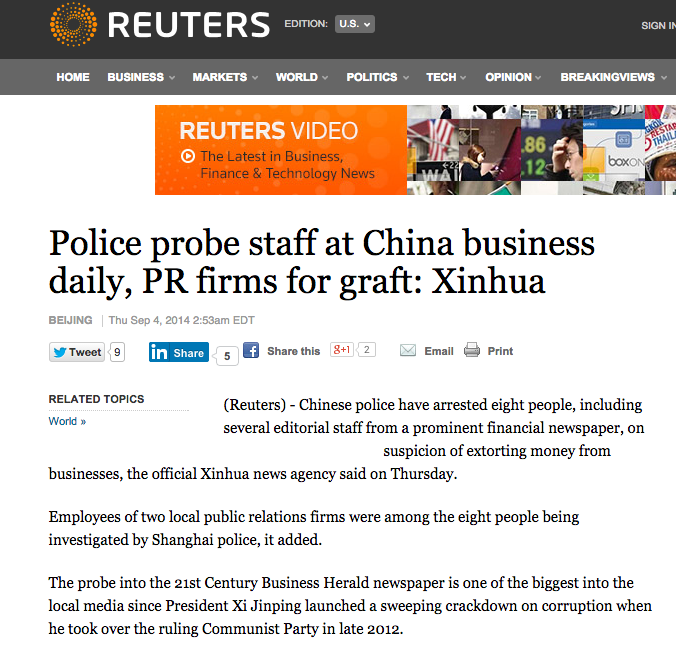 REUTERS
EDITION: U.S.
SIGN IN
HOME BUSINESS MARKETS WORLD POLITICS TECH OPINION BREAKINGVIEWS
REUTERS VIDEO
The Latest in Business,
Finance & Technology News
WAI
.86
.12
boxON
Police probe staff at China business
daily, PR firms for graft: Xinhua
BEIJING | Thu Sep 4, 2014 2:53am EDT
Tweet 9 in Share 5 f Share this g+1 2 Email Print
RELATED TOPICS
World »
(Reuters) - Chinese police have arrested eight people, including
several editorial staff from a prominent financial newspaper, on
suspicion of extorting money from
businesses, the official Xinhua news agency said on Thursday.
Employees of two local public relations firms were among the eight people being
investigated by Shanghai police, it added.
The probe into the 21st Century Business Herald newspaper is one of the biggest into the
local media since President Xi Jinping launched a sweeping crackdown on corruption when
he took over the ruling Communist Party in late 2012.